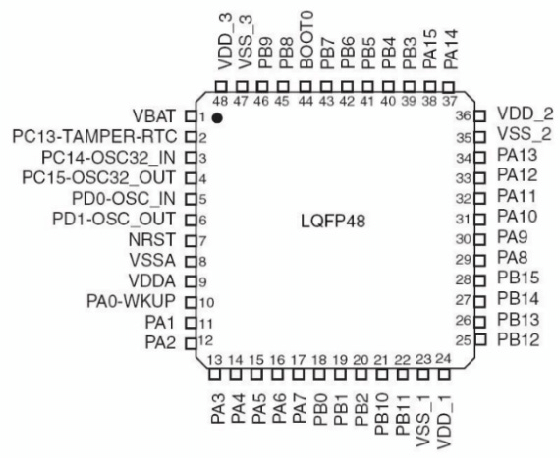 VDD_3
VSS_3
PB9
PB8
BOOT0
PB7
PB6
PB5
PB4
PB3
PA15
PA14
48 47 46 45 44 43 42 41 40 39 38 37
VBAT 1
PC13-TAMPER-RTC 2
PC14-OSC32_IN 3
PC15-OSC32_OUT 4
PD0-OSC_IN 5
PD1-OSC_OUT 6
NRST 7
VSSA 8
VDDA 9
PA0-WKUP 10
PA1 11
PA2 12
LQFP48
36 VDD_2
35 VSS_2
34 PA13
33 PA12
32 PA11
31 PA10
30 PA9
29 PA8
28 PB15
27 PB14
26 PB13
25 PB12
13 14 15 16 17 18 19 20 21 22 23 24
PA3
PA4
PA5
PA6
PA7
PB0
PB1
PB2
PB10
PB11
VSS_1
VDD_1